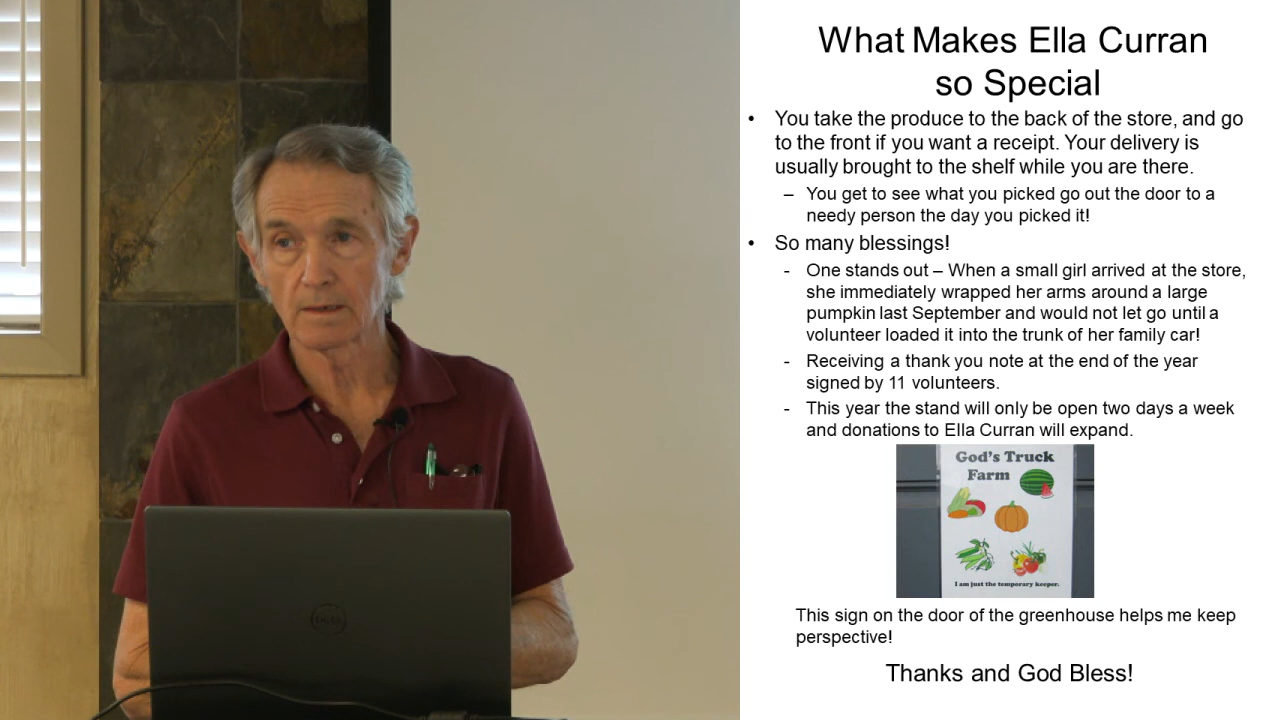 What Makes Ella Curran
so Special
• You take the produce to the back of the store, and go
to the front if you want a receipt. Your delivery is
usually brought to the shelf while you are there.
– You get to see what you picked go out the door to a
needy person the day you picked it!
• So many blessings!
- One stands out – When a small girl arrived at the store,
she immediately wrapped her arms around a large
pumpkin last September and would not let go until a
volunteer loaded it into the trunk of her family car!
- Receiving a thank you note at the end of the year
signed by 11 volunteers.
- This year the stand will only be open two days a week
and donations to Ella Curran will expand.
God's Truck
Farm
I am just the temporary keeper.
This sign on the door of the greenhouse helps me keep
perspective!
Thanks and God Bless!
DELL